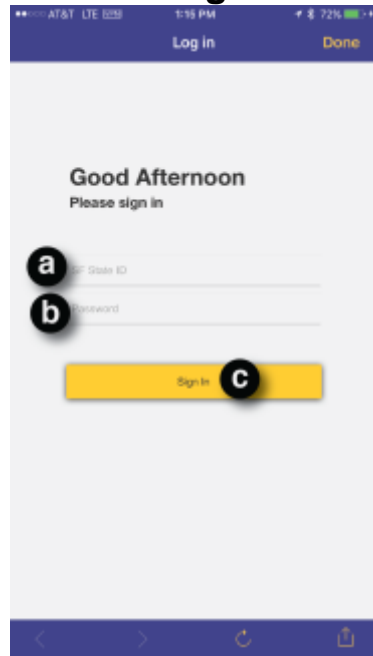 AT&T LTE
1:15 PM
72%
Log in
Done
Good Afternoon
Please sign in
a
SF State ID
b
Password
Sign In
c